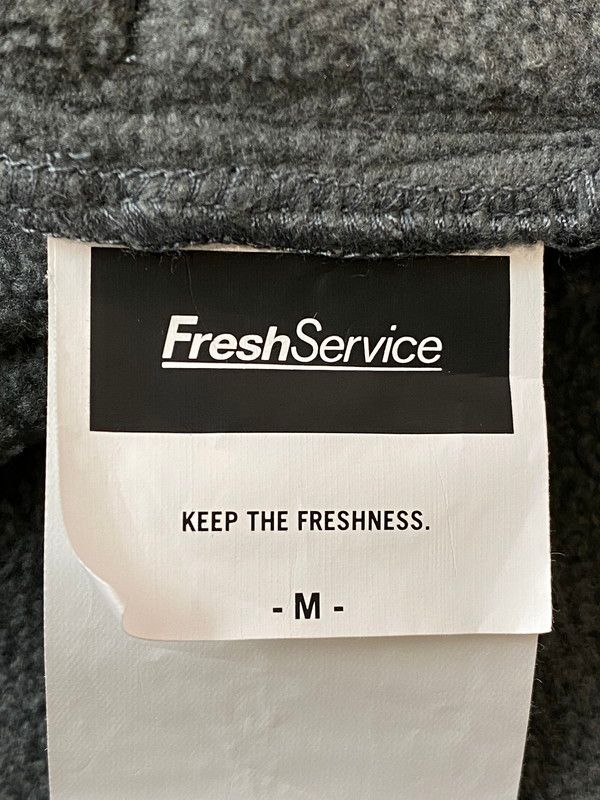 FreshService
KEEP THE FRESHNESS.
- M -